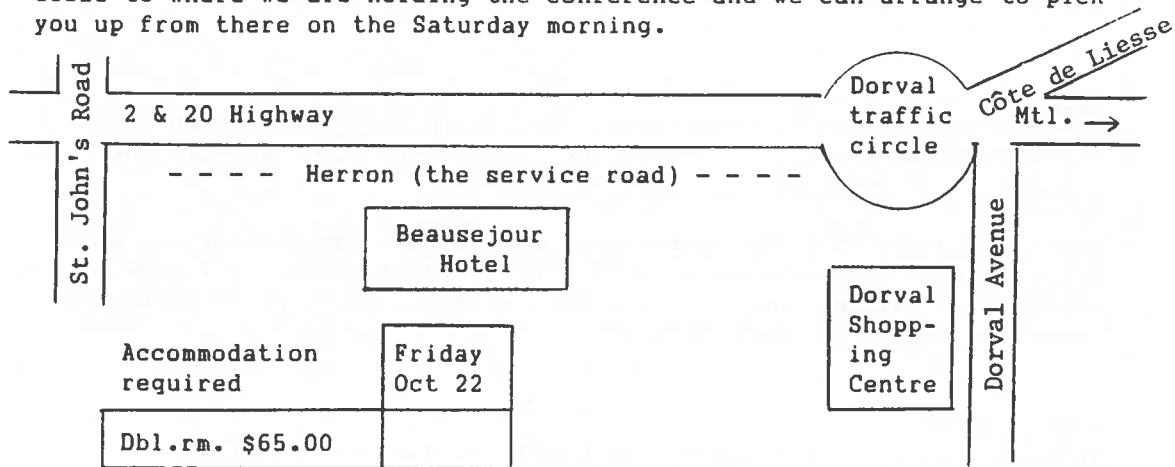 you up from there on the Saturday morning.
Côte de Liesse
St. John's Road
2 & 20 Highway
Dorval
traffic
circle
Mtl. →
- - - - Herron (the service road) - - - -
Beausejour
Hotel
Dorval Avenue
Dorval
Shopp-
ing
Centre
Accommodation
required
Friday
Oct 22
Dbl.rm. $65.00